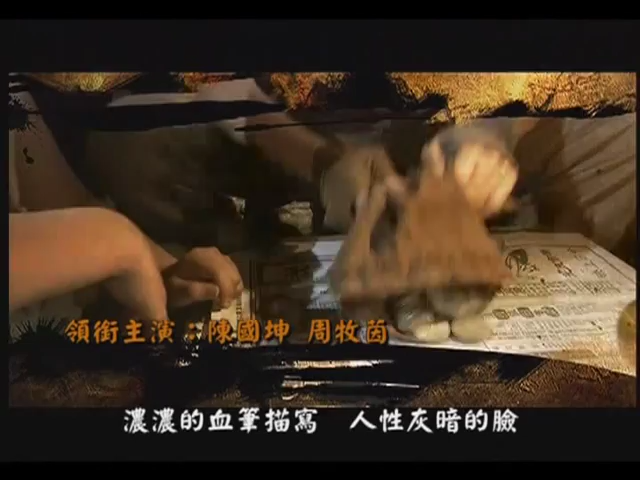 領銜主演：陳國坤 周牧茵
濃濃的血筆描寫 人性灰暗的臉